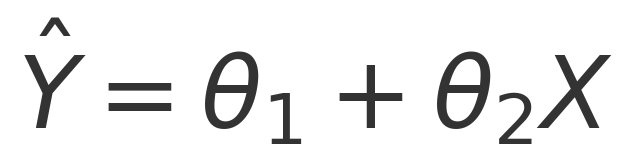 Ŷ = θ₁ + θ₂X